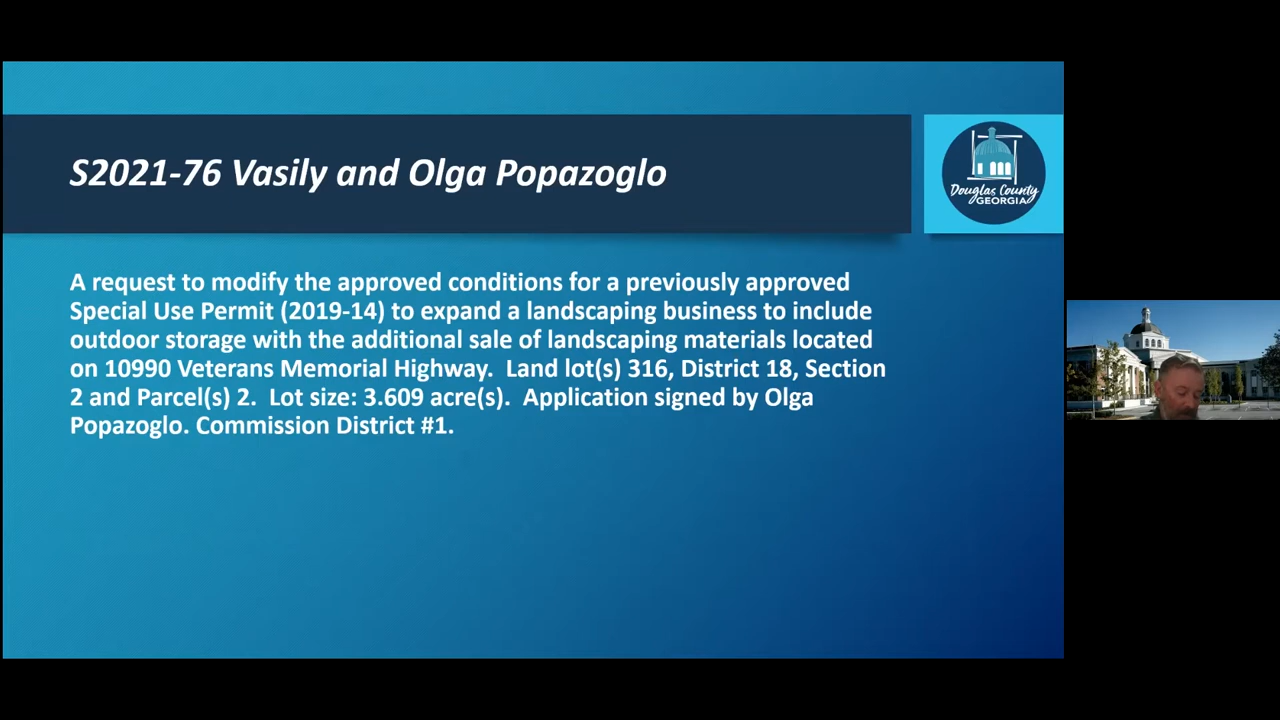 S2021-76 Vasily and Olga Popazoglo
Douglas County
GEORGIA
A request to modify the approved conditions for a previously approved
Special Use Permit (2019-14) to expand a landscaping business to include
outdoor storage with the additional sale of landscaping materials located
on 10990 Veterans Memorial Highway.  Land lot(s) 316, District 18, Section
2 and Parcel(s) 2.  Lot size: 3.609 acre(s).  Application signed by Olga
Popazoglo. Commission District #1.